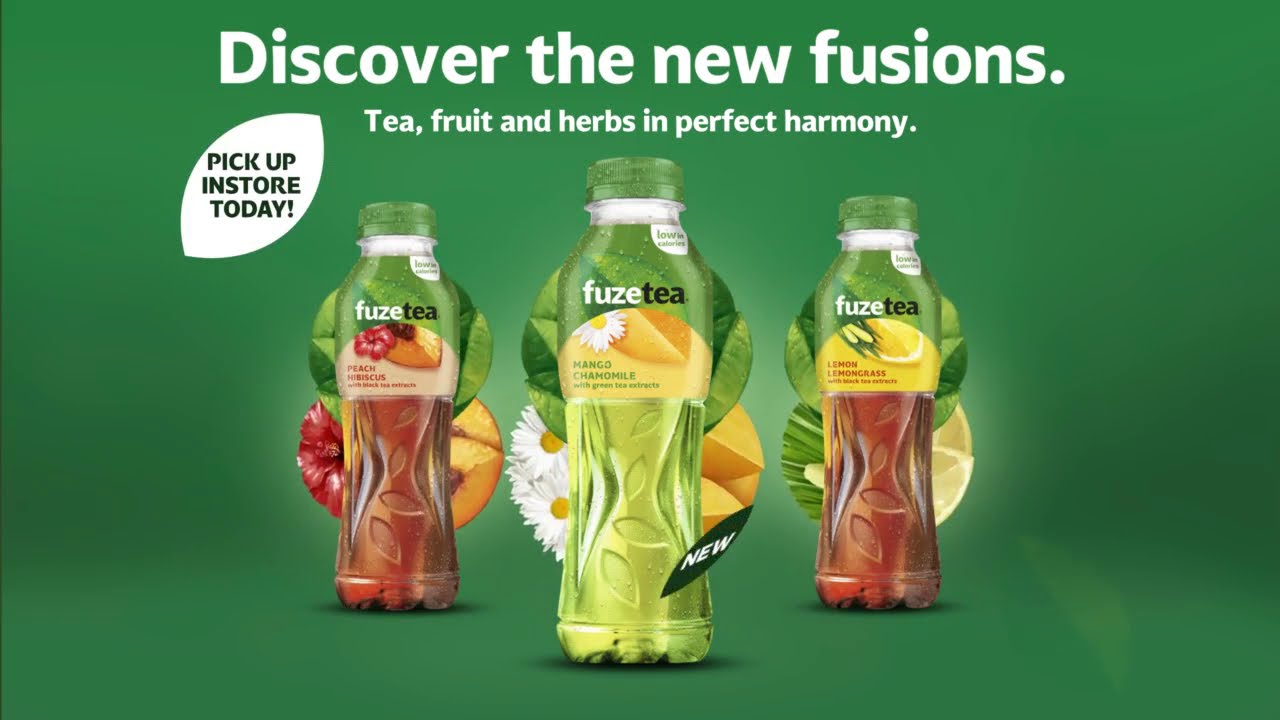 Discover the new fusions.
Tea, fruit and herbs in perfect harmony.
PICK UP
INSTORE
TODAY!
low in
calories
fuzetea
PEACH
HIBISCUS
with black tea extracts
low in
calories
fuzetea
MANGO
CHAMOMILE
with green tea extracts
NEW
low in
calories
fuzetea
LEMON
LEMONGRASS
with black tea extracts